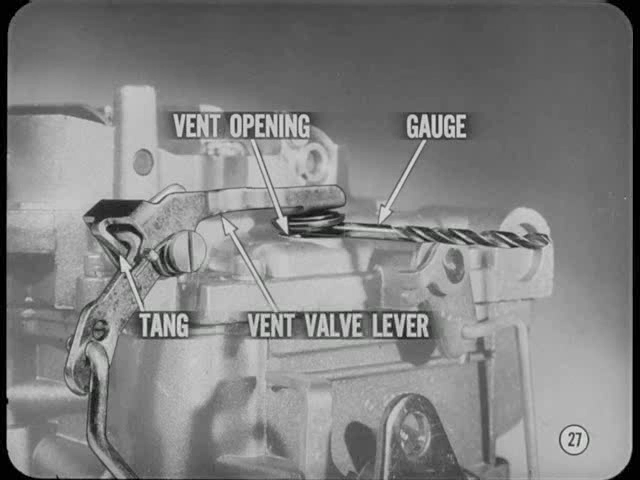 VENT OPENING
GAUGE
TANG
VENT VALVE LEVER
27